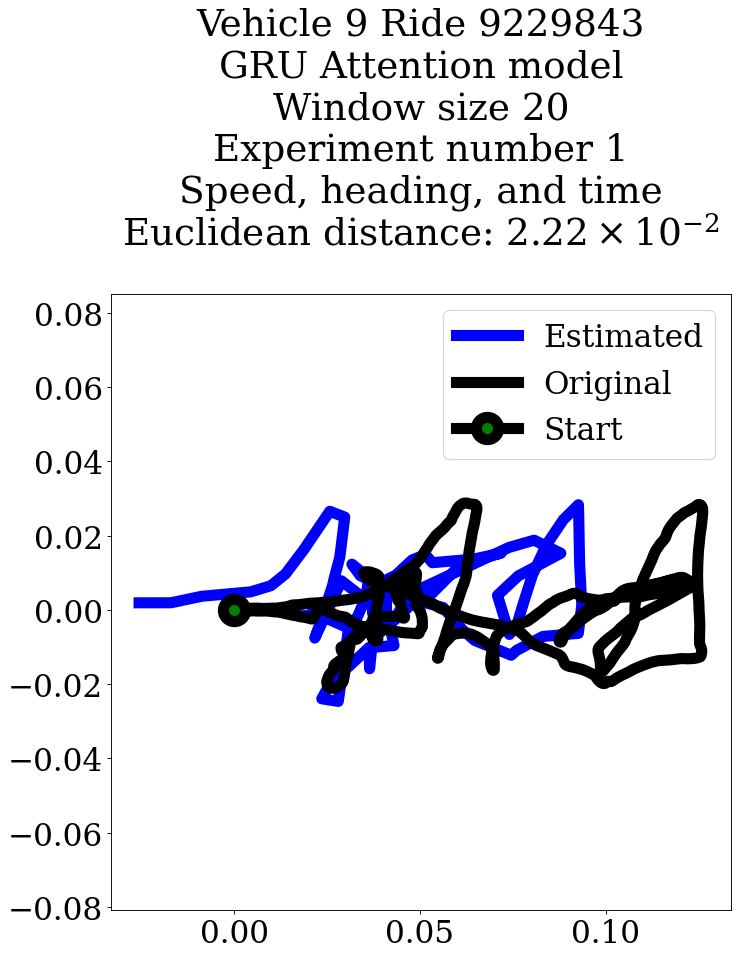 Vehicle 9 Ride 9229843
GRU Attention model
Window size 20
Experiment number 1
Speed, heading, and time
Euclidean distance: 2.22 × 10⁻²
Estimated
Original
Start
0.08
0.06
0.04
0.02
0.00
−0.02
−0.04
−0.06
−0.08
0.00 0.05 0.10